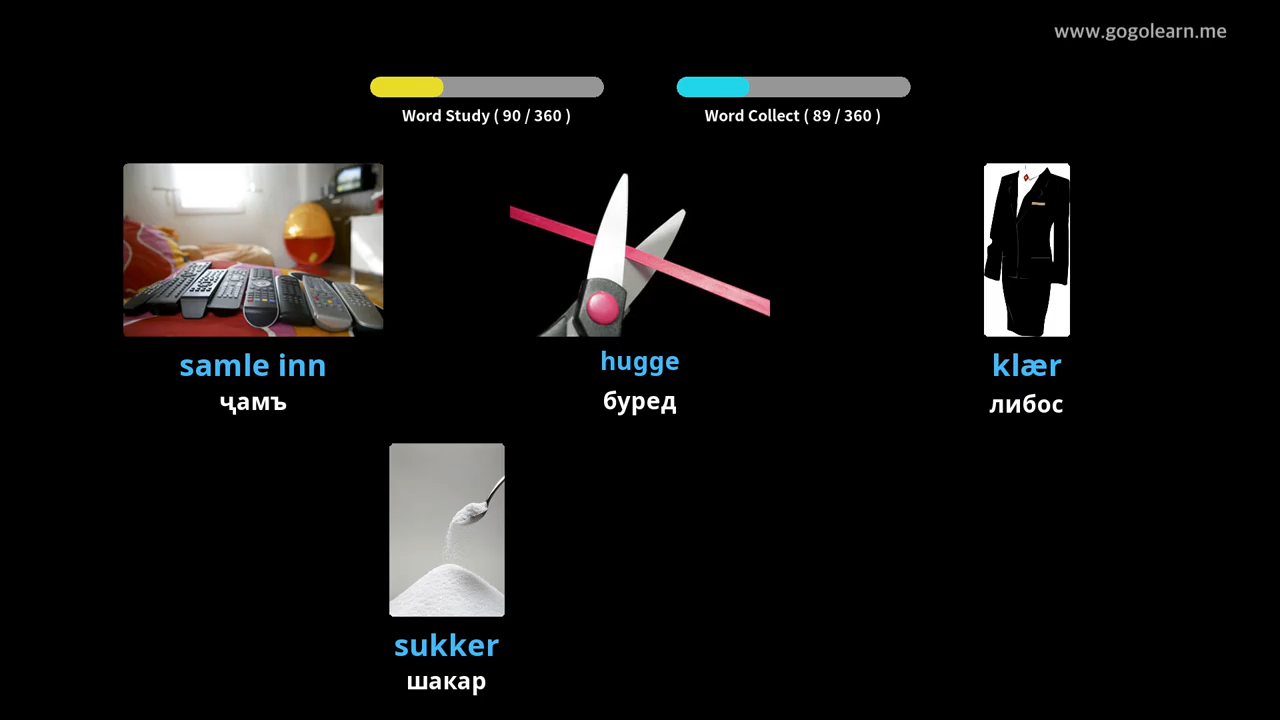 www.gogolearn.me
Word Study ( 90 / 360 )
Word Collect ( 89 / 360 )
samle inn
ҷамъ
hugge
буред
klær
либос
sukker
шакар